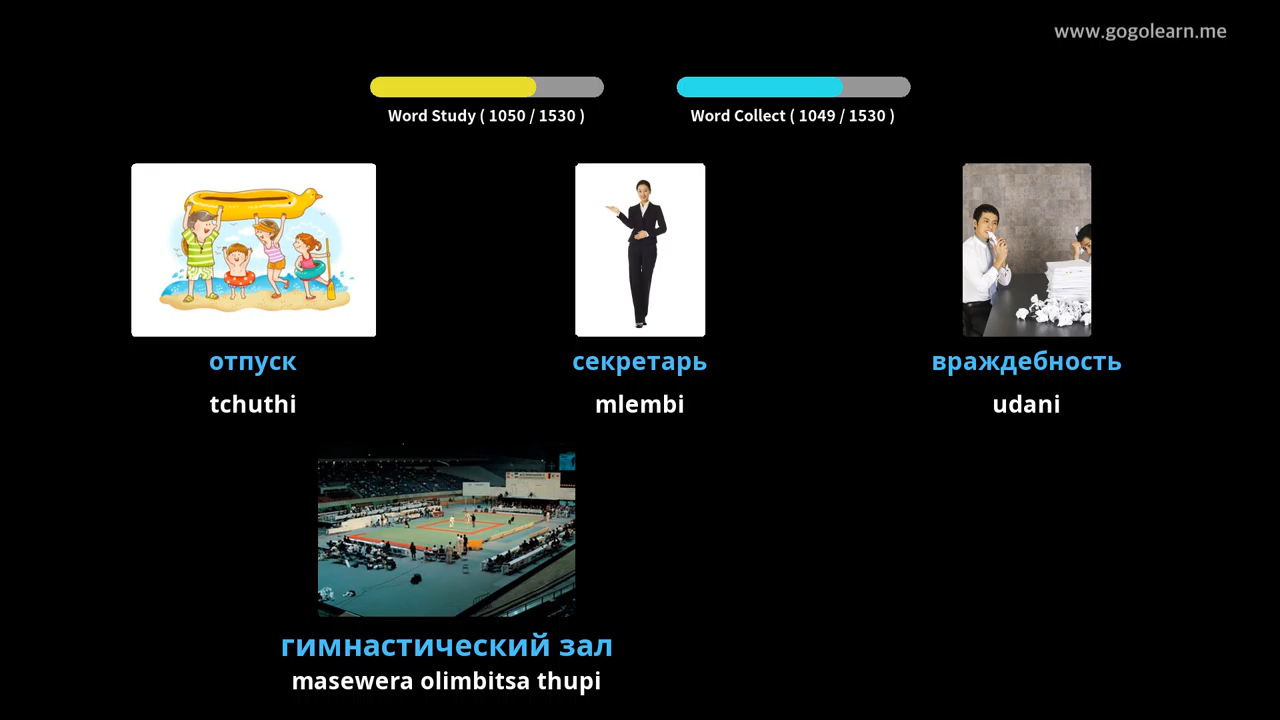 www.gogolearn.me
Word Study ( 1050 / 1530 )
Word Collect ( 1049 / 1530 )
отпуск
секретарь
враждебность
tchuthi
mlembi
udani
гимнастический зал
masewera olimbitsa thupi